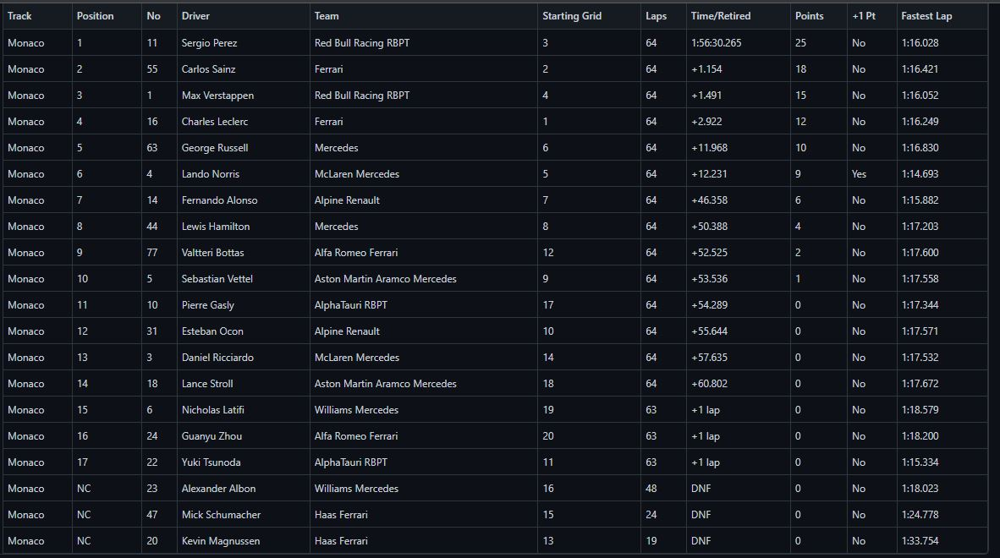 Track Position No Driver Team Starting Grid Laps Time/Retired Points +1 Pt Fastest Lap
Monaco 1 11 Sergio Perez Red Bull Racing RBPT 3 64 1:56:30.265 25 No 1:16.028
Monaco 2 55 Carlos Sainz Ferrari 2 64 +1.154 18 No 1:16.421
Monaco 3 1 Max Verstappen Red Bull Racing RBPT 4 64 +1.491 15 No 1:16.052
Monaco 4 16 Charles Leclerc Ferrari 1 64 +2.922 12 No 1:16.249
Monaco 5 63 George Russell Mercedes 6 64 +11.968 10 No 1:16.830
Monaco 6 4 Lando Norris McLaren Mercedes 5 64 +12.231 9 Yes 1:14.693
Monaco 7 14 Fernando Alonso Alpine Renault 7 64 +46.358 6 No 1:15.882
Monaco 8 44 Lewis Hamilton Mercedes 8 64 +50.388 4 No 1:17.203
Monaco 9 77 Valtteri Bottas Alfa Romeo Ferrari 12 64 +52.525 2 No 1:17.600
Monaco 10 5 Sebastian Vettel Aston Martin Aramco Mercedes 9 64 +53.536 1 No 1:17.558
Monaco 11 10 Pierre Gasly AlphaTauri RBPT 17 64 +54.289 0 No 1:17.344
Monaco 12 31 Esteban Ocon Alpine Renault 10 64 +55.644 0 No 1:17.571
Monaco 13 3 Daniel Ricciardo McLaren Mercedes 14 64 +57.635 0 No 1:17.532
Monaco 14 18 Lance Stroll Aston Martin Aramco Mercedes 18 64 +60.802 0 No 1:17.672
Monaco 15 6 Nicholas Latifi Williams Mercedes 19 63 +1 lap 0 No 1:18.579
Monaco 16 24 Guanyu Zhou Alfa Romeo Ferrari 20 63 +1 lap 0 No 1:18.200
Monaco 17 22 Yuki Tsunoda AlphaTauri RBPT 11 63 +1 lap 0 No 1:15.334
Monaco NC 23 Alexander Albon Williams Mercedes 16 48 DNF 0 No 1:18.023
Monaco NC 47 Mick Schumacher Haas Ferrari 15 24 DNF 0 No 1:24.778
Monaco NC 20 Kevin Magnussen Haas Ferrari 13 19 DNF 0 No 1:33.754